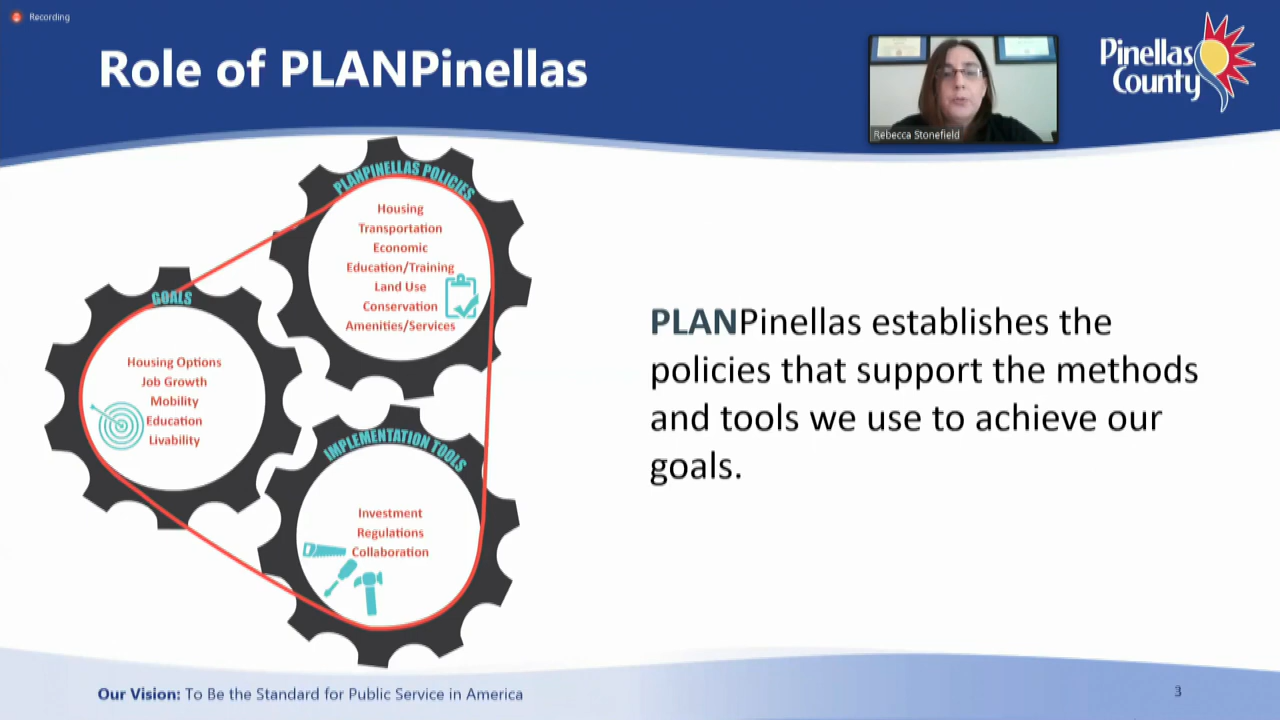 Recording
Role of PLANPinellas
Rebecca Stonefield
Pinellas
County
PLANPINELLAS POLICIES
Housing
Transportation
Economic
Education/Training
Land Use
Conservation
Amenities/Services
GOALS
Housing Options
Job Growth
Mobility
Education
Livability
IMPLEMENTATION TOOLS
Investment
Regulations
Collaboration
PLANPinellas establishes the
policies that support the methods
and tools we use to achieve our
goals.
Our Vision: To Be the Standard for Public Service in America
3